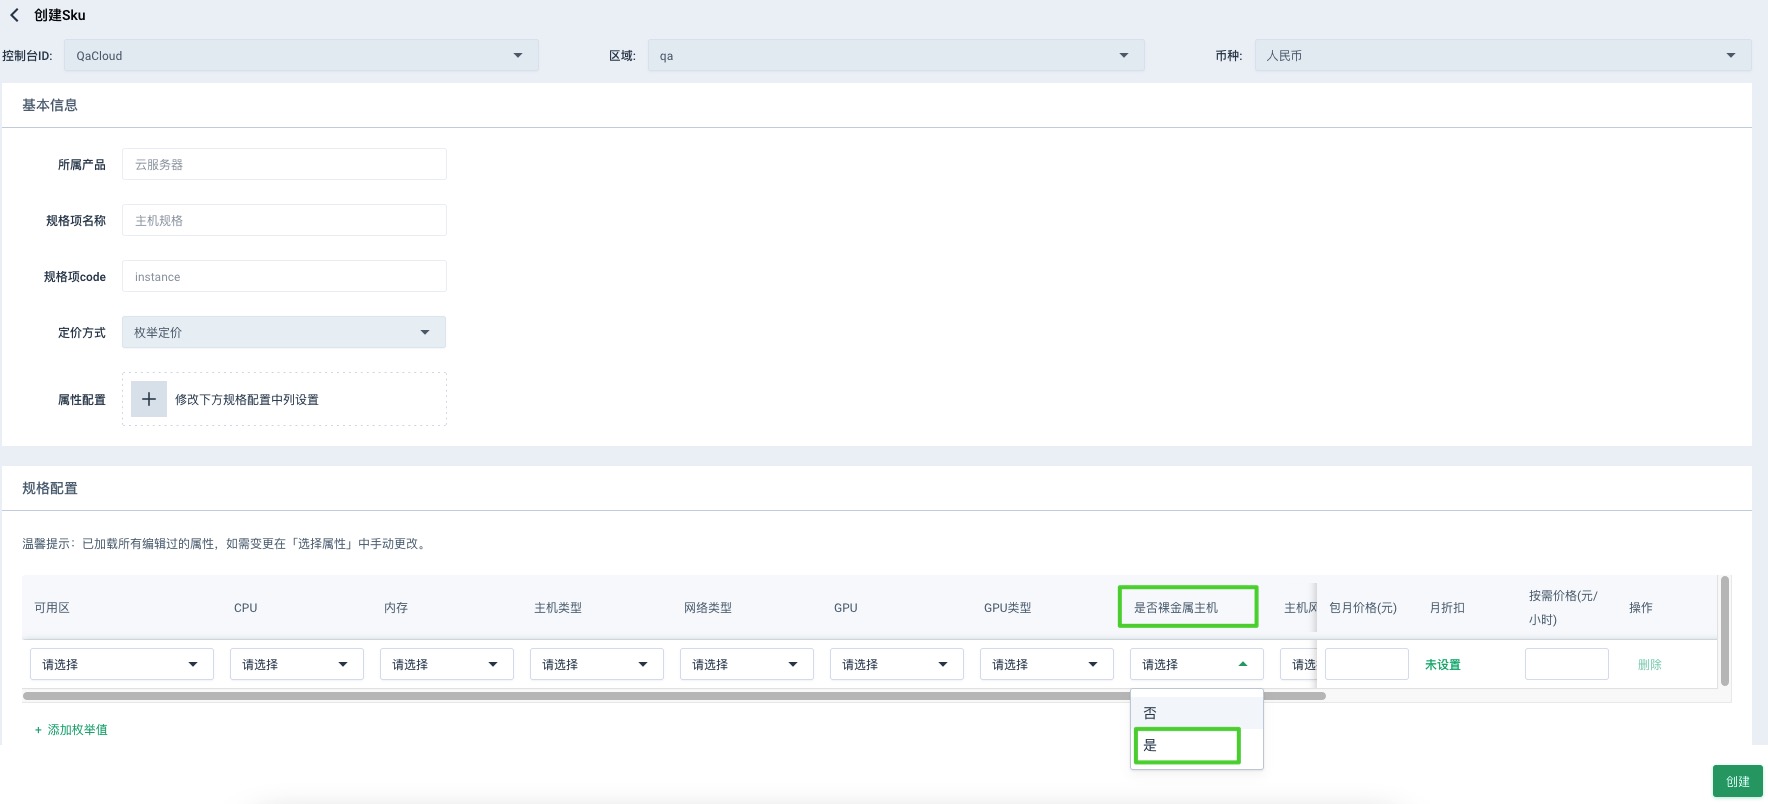 创建Sku
控制台ID: QaCloud 区域: qa 币种: 人民币
基本信息
所属产品 云服务器
规格项名称 主机规格
规格项code instance
定价方式 枚举定价
属性配置 修改下方规格配置中列设置
规格配置
温馨提示：已加载所有编辑过的属性，如需变更在「选择属性」中手动更改。
可用区 CPU 内存 主机类型 网络类型 GPU GPU类型 是否裸金属主机 主机 包月价格(元) 月折扣 按需价格(元/
小时) 操作
请选择 请选择 请选择 请选择 请选择 请选择 请选择 请选择 请选 未设置 删除
否
+ 添加枚举值
是
创建